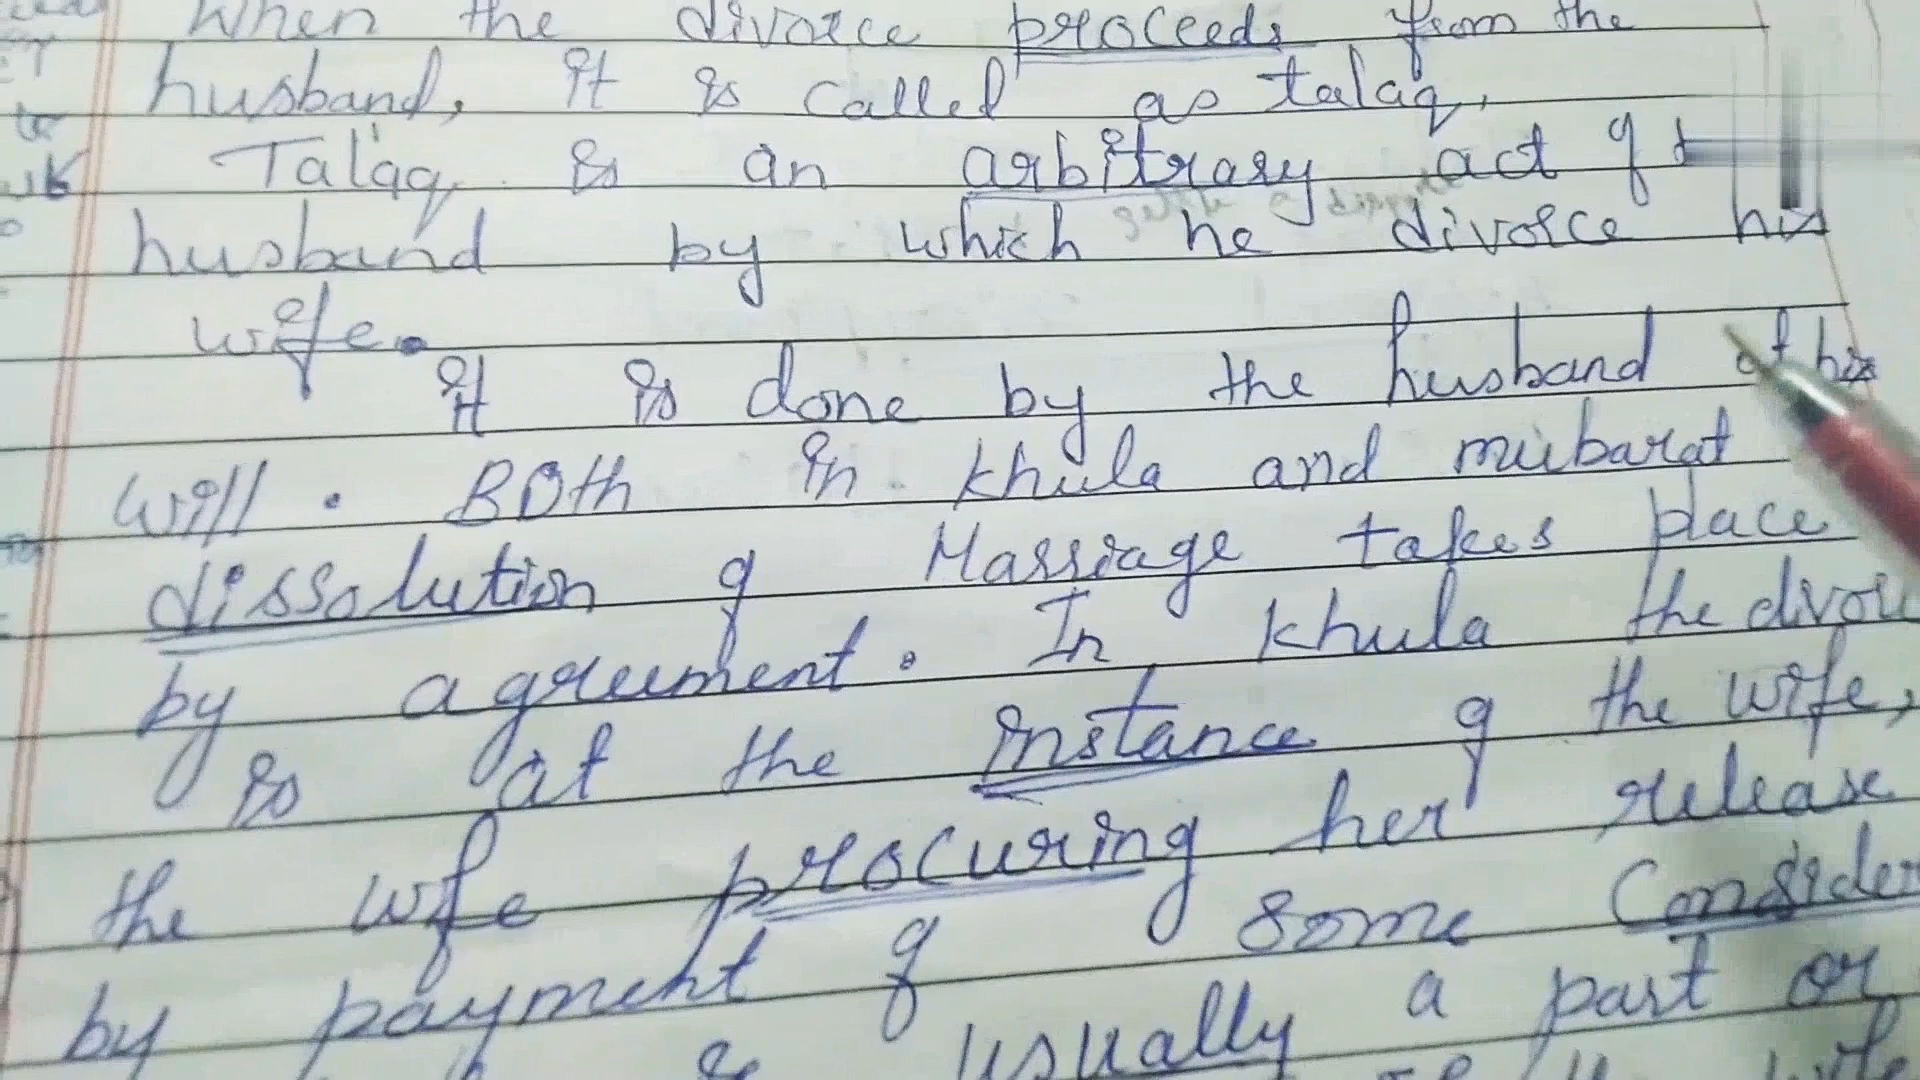 When the divorce proceeds from the
husband, it is called as talaq,
Talaq is an arbitrary act of
husband by which he divorce his
wife.
It is done by the husband at his
will. Both in khula and mubarat
dissolution of Marriage takes place
by agreement. In khula the divor
is at the instance of the wife,
the wife procuring her release
by payment of some Consider
is usually a part or